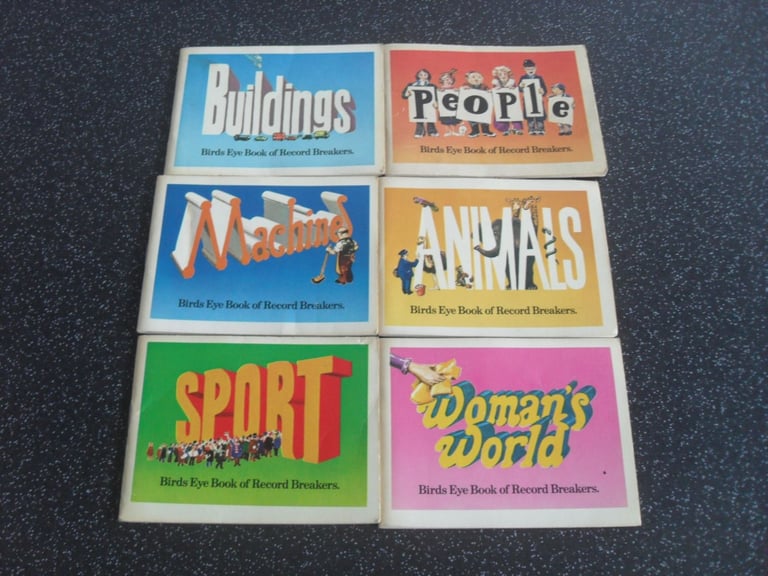 Buildings
Birds Eye Book of Record Breakers.
PeoPle
Birds Eye Book of Record Breakers.
Machines
Birds Eye Book of Record Breakers.
ANIMALS
Birds Eye Book of Record Breakers.
SPORT
Birds Eye Book of Record Breakers.
Woman's
World
Birds Eye Book of Record Breakers.